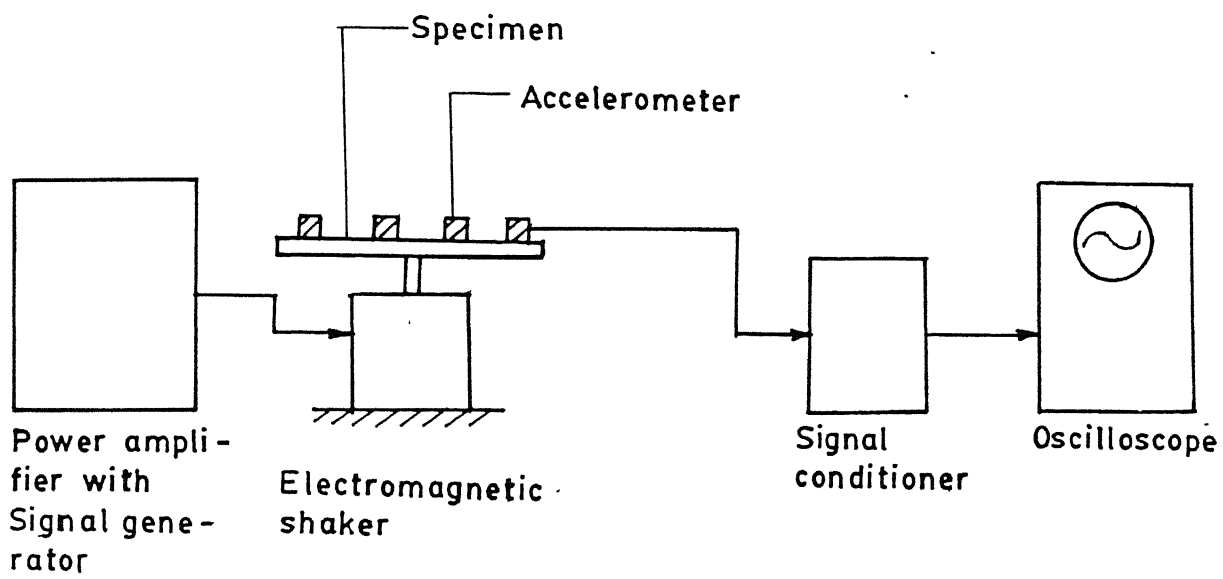 Specimen
Accelerometer
Power ampli-
fier with
Signal gene-
rator
Electromagnetic
shaker
Signal
conditioner
Oscilloscope